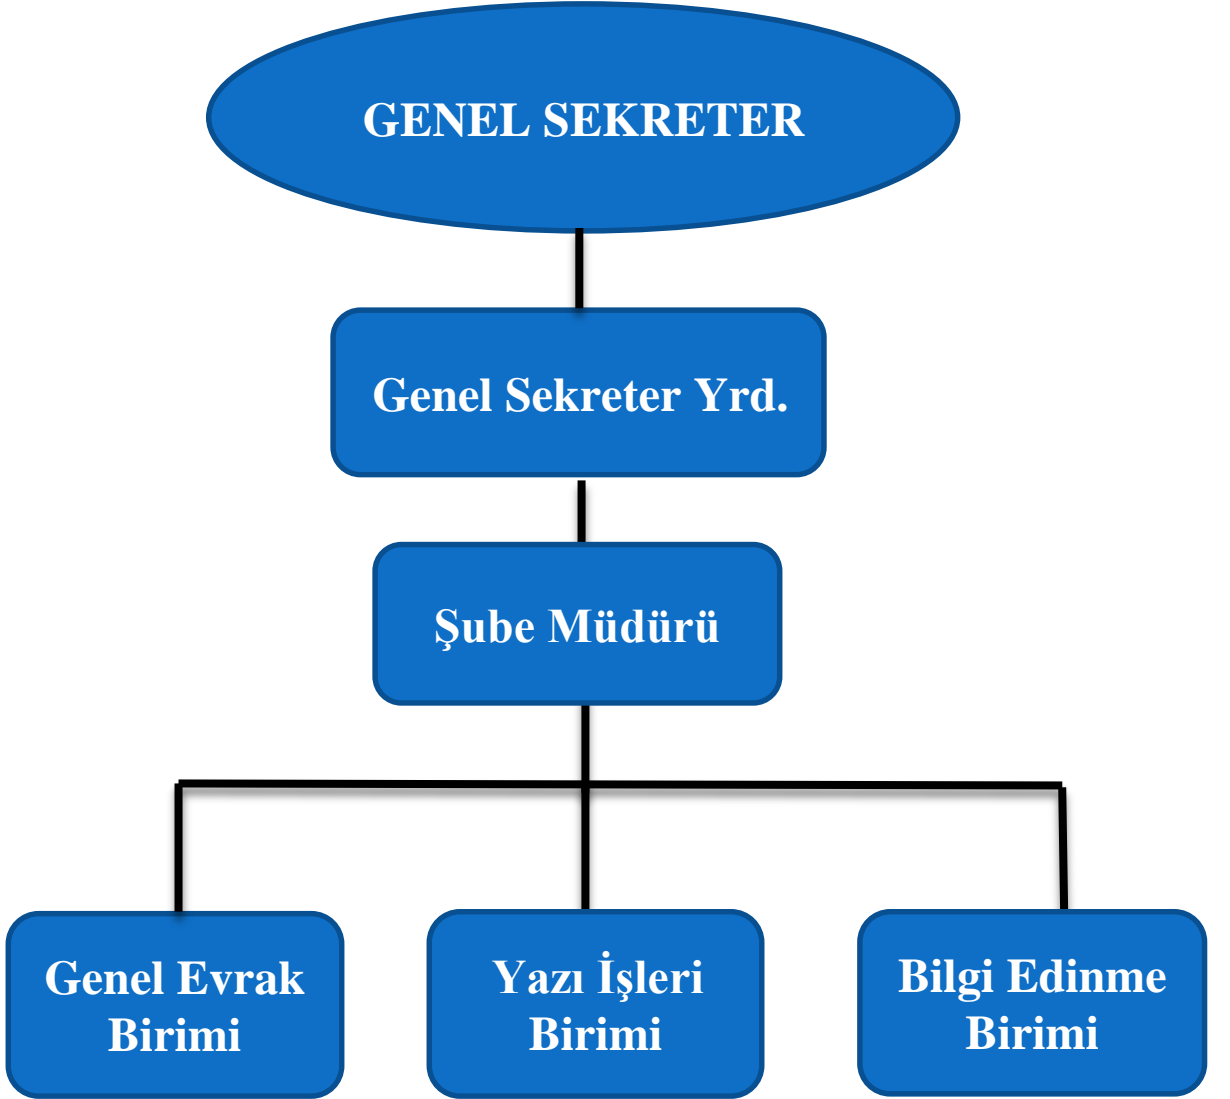 GENEL SEKRETER
Genel Sekreter Yrd.
Şube Müdürü
Genel Evrak
Birimi
Yazı İşleri
Birimi
Bilgi Edinme
Birimi